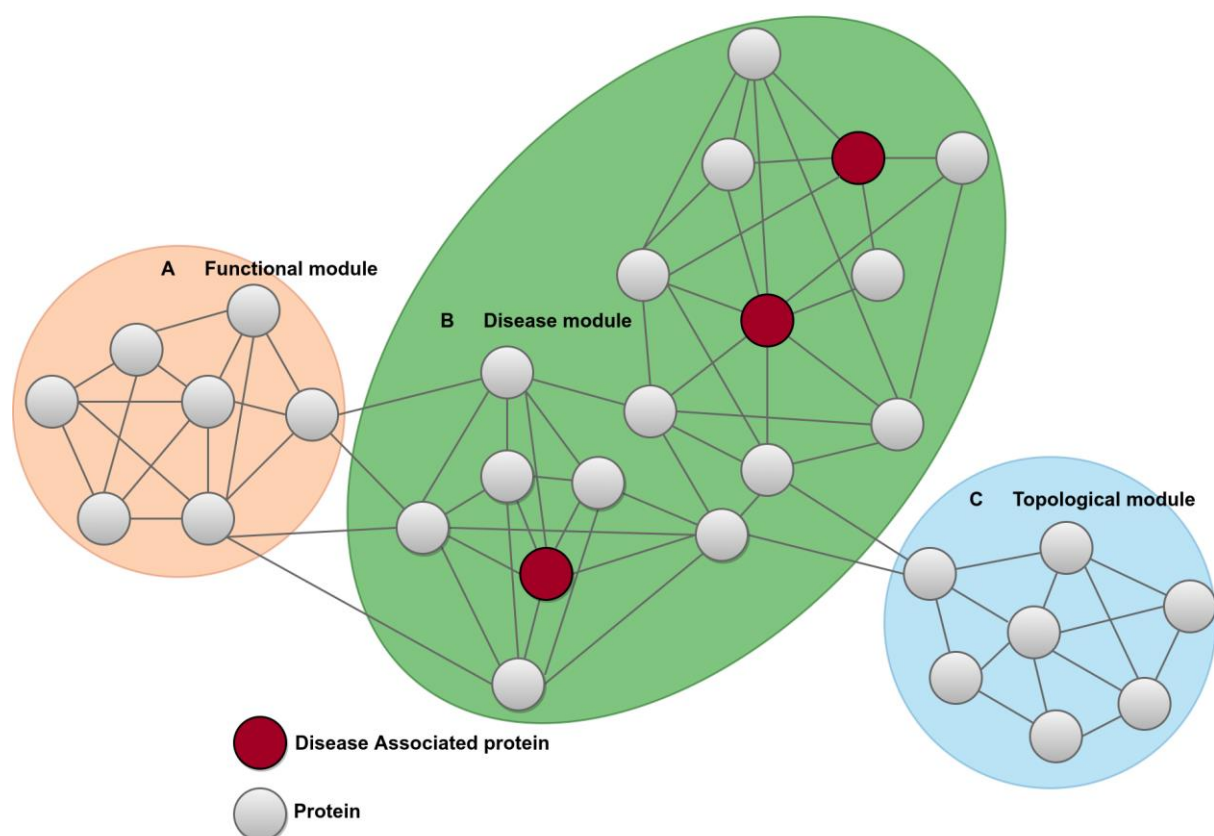 A Functional module
B Disease module
C Topological module
Disease Associated protein
Protein